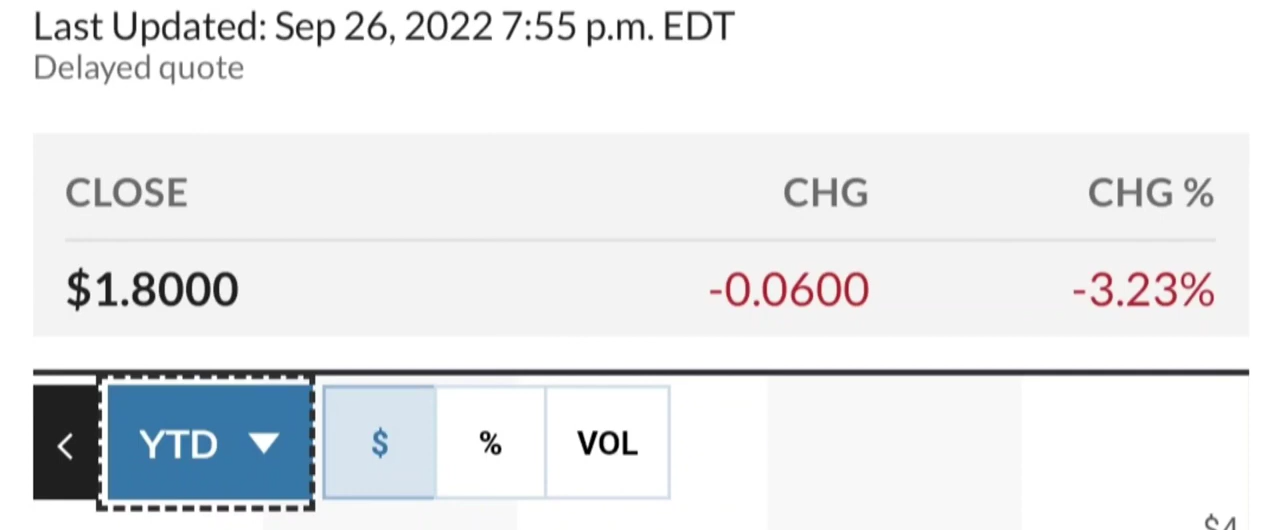 Last Updated: Sep 26, 2022 7:55 p.m. EDT
Delayed quote
CLOSE CHG CHG %
$1.8000 -0.0600 -3.23%
YTD $ % VOL